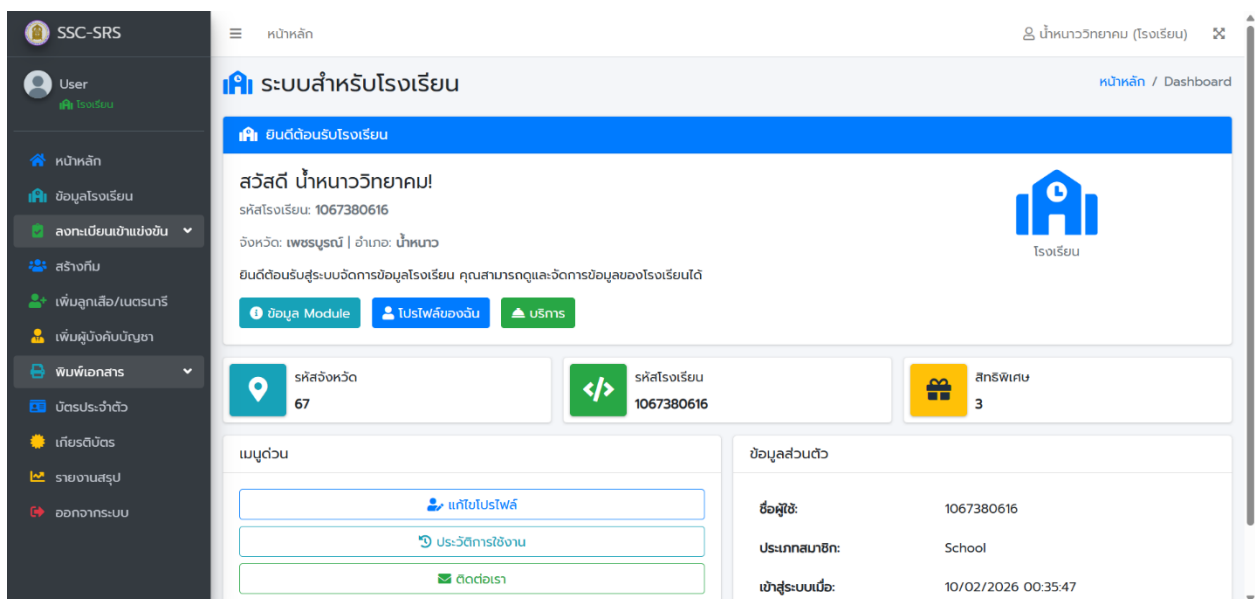 SSC-SRS
หน้าหลัก
น้ำหนาววิทยาคม (โรงเรียน)
User
โรงเรียน
หน้าหลัก
ข้อมูลโรงเรียน
ลงทะเบียนเข้าแข่งขัน
สร้างทีม
เพิ่มลูกเสือ/เนตรนารี
เพิ่มผู้บังคับบัญชา
พิมพ์เอกสาร
บัตรประจำตัว
เกียรติบัตร
รายงานสรุป
ออกจากระบบ
ระบบสำหรับโรงเรียน
หน้าหลัก / Dashboard
ยินดีต้อนรับโรงเรียน
สวัสดี น้ำหนาววิทยาคม!
รหัสโรงเรียน: 1067380616
จังหวัด: เพชรบูรณ์ | อำเภอ: น้ำหนาว
ยินดีต้อนรับสู่ระบบจัดการข้อมูลโรงเรียน คุณสามารถดูและจัดการข้อมูลของโรงเรียนได้
ข้อมูล Module โปรไฟล์ของฉัน บริการ
โรงเรียน
รหัสจังหวัด
67
รหัสโรงเรียน
1067380616
สิทธิพิเศษ
3
เมนูด่วน
แก้ไขโปรไฟล์
ประวัติการใช้งาน
ติดต่อเรา
ข้อมูลส่วนตัว
ชื่อผู้ใช้: 1067380616
ประเภทสมาชิก: School
เข้าสู่ระบบเมื่อ: 10/02/2026 00:35:47